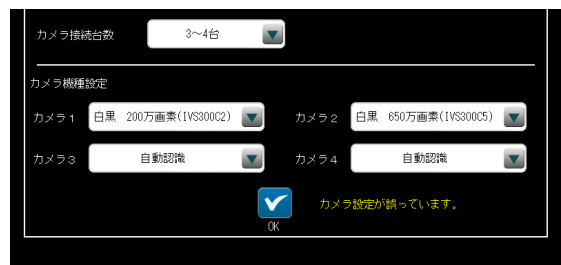 カメラ接続台数 3～4台
カメラ機種設定
カメラ1 白黒 200万画素(IVS300C2) カメラ2 白黒 650万画素(IVS300C5)
カメラ3 自動認識 カメラ4 自動認識
カメラ設定が誤っています。
OK